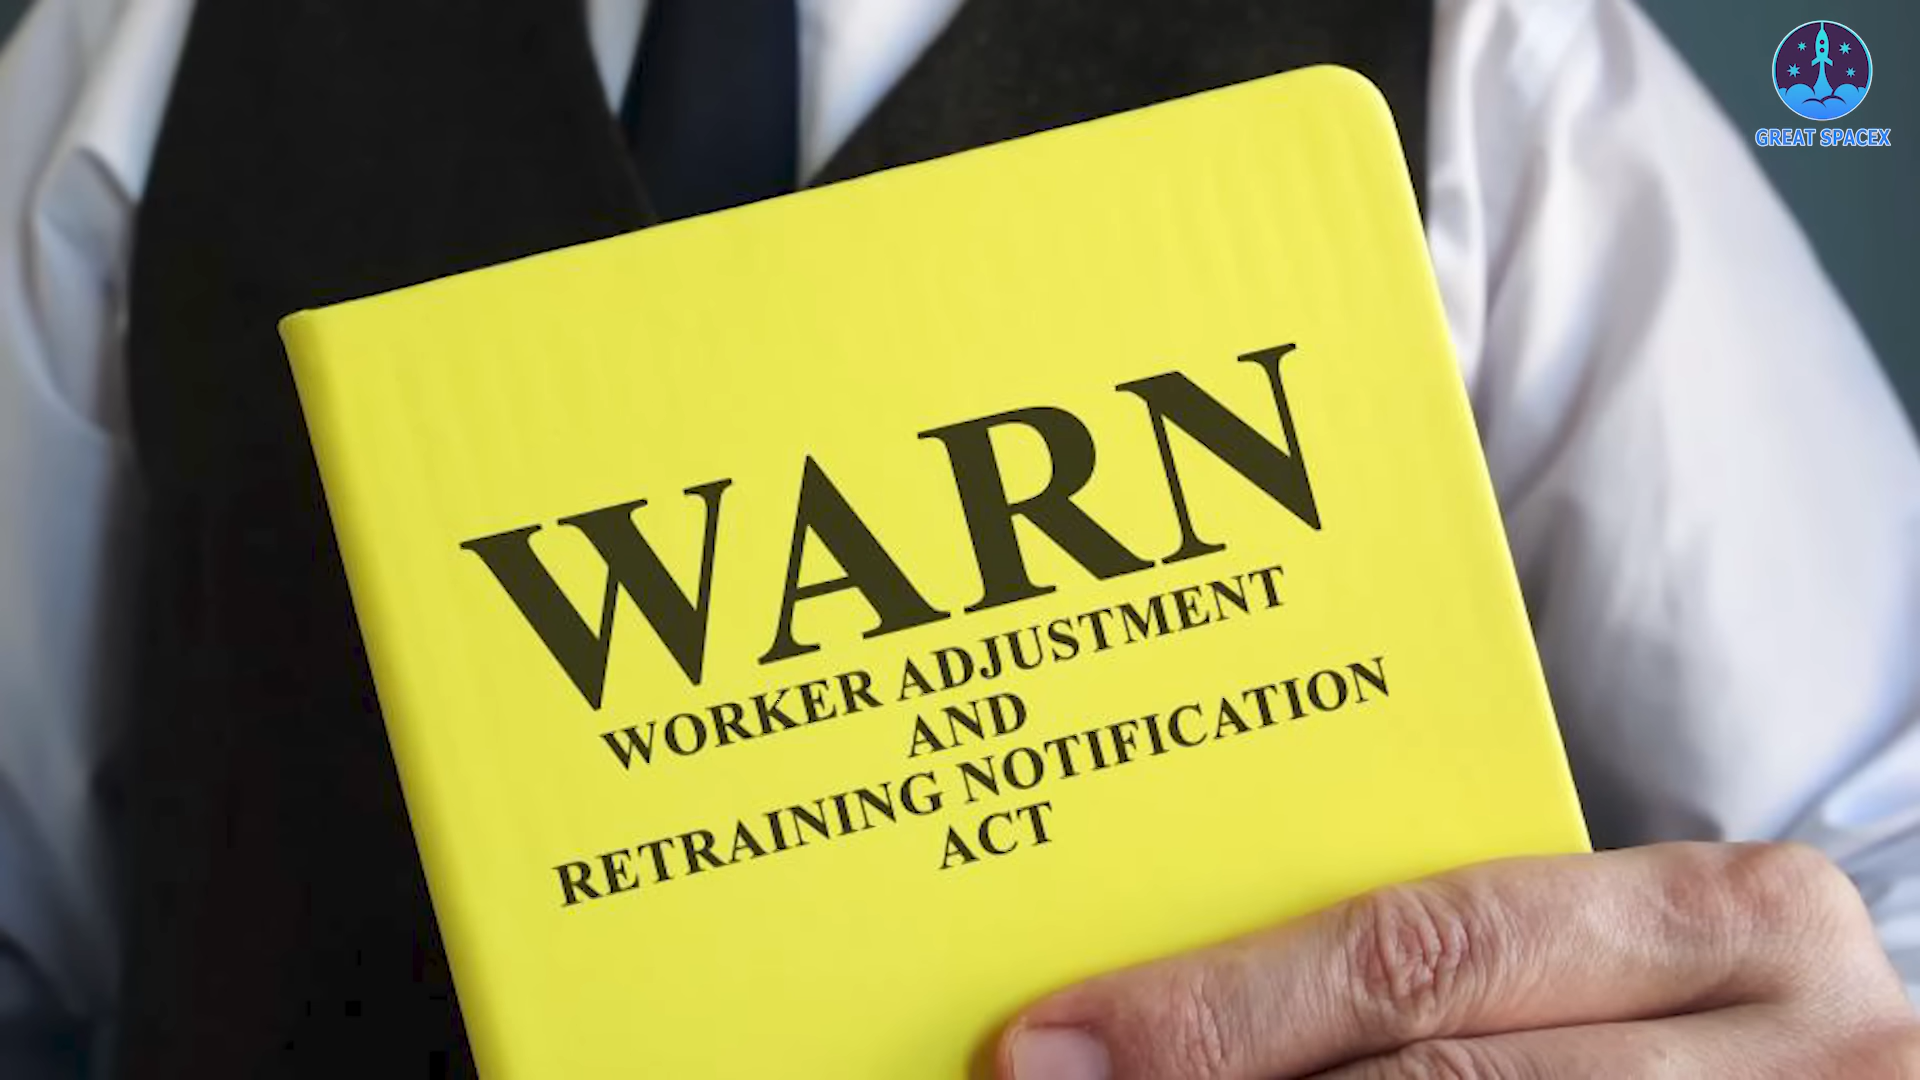 GREAT SPACEX
WARN
WORKER ADJUSTMENT
AND
RETRAINING NOTIFICATION
ACT